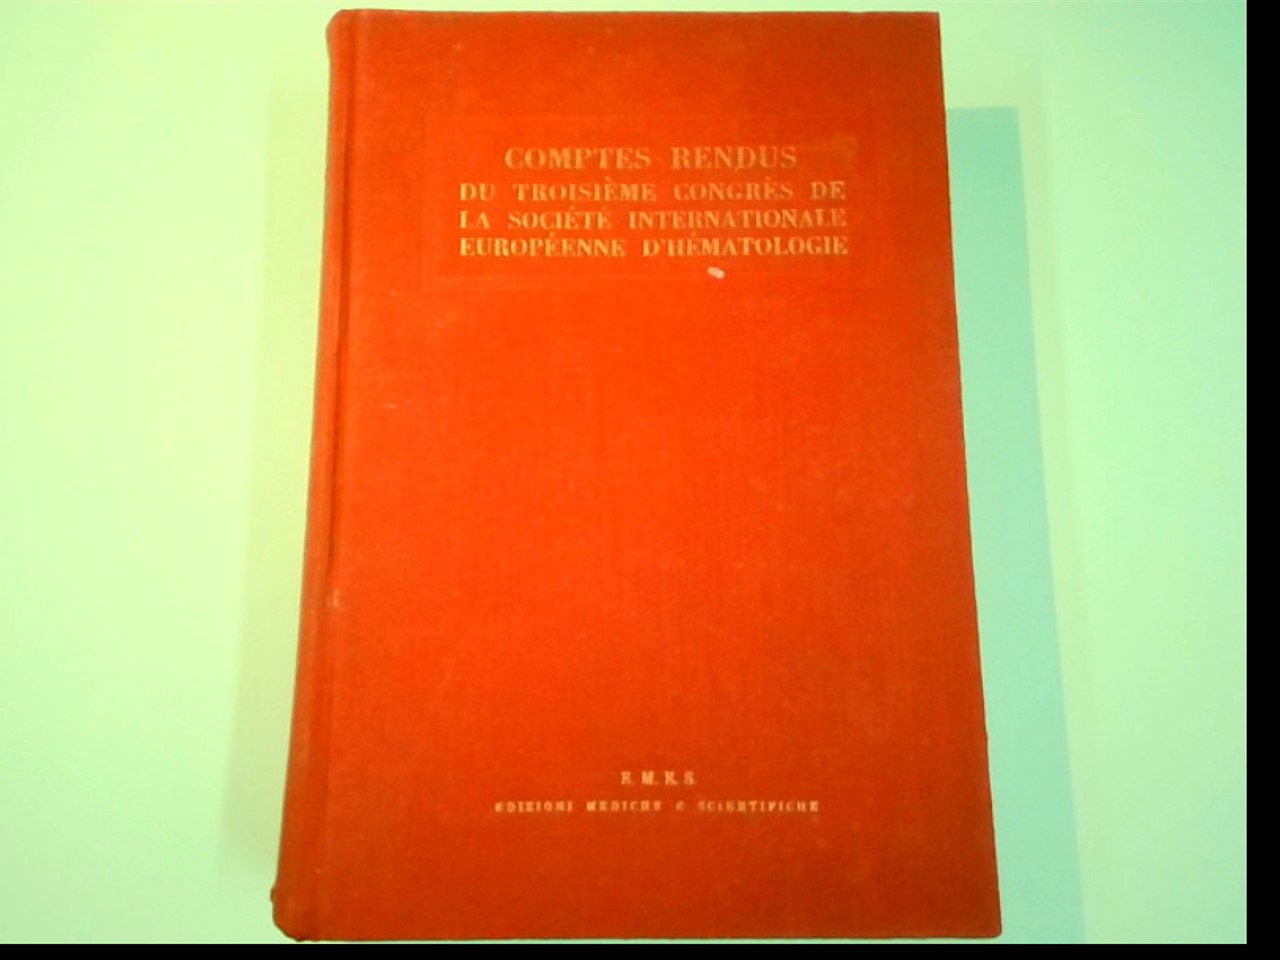 COMPTES RENDUS
DU TROISIÈME CONGRÈS DE
LA SOCIÉTÉ INTERNATIONALE
EUROPÉENNE D'HÉMATOLOGIE
E. M. E. S.
EDIZIONI MEDICHE E SCIENTIFICHE